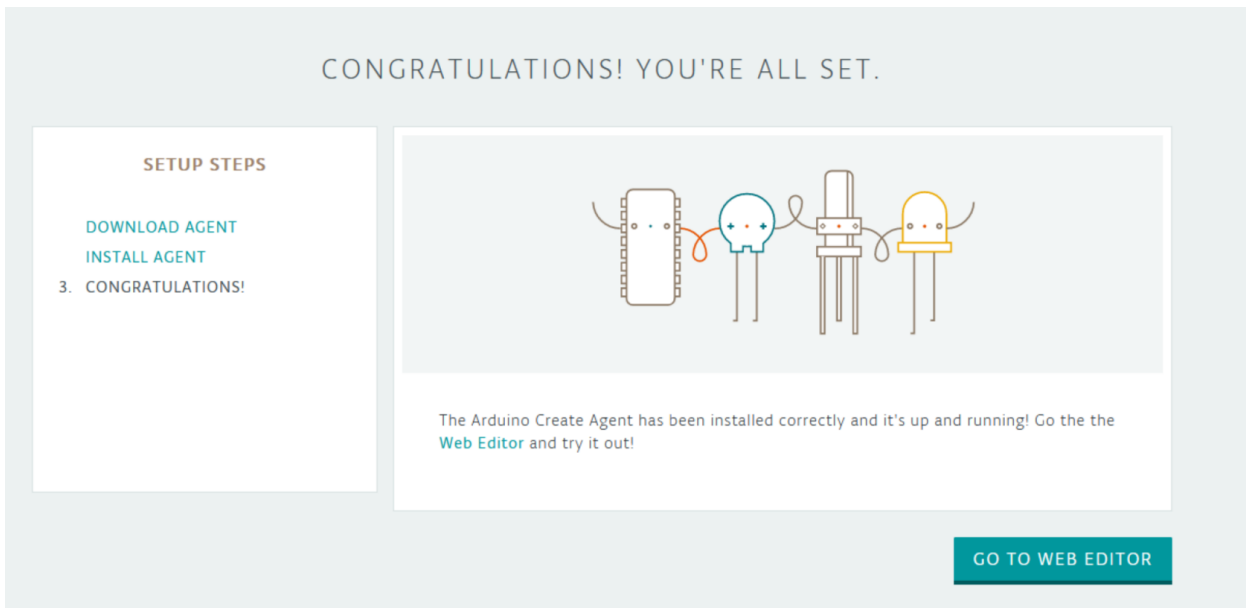 CONGRATULATIONS! YOU'RE ALL SET.
SETUP STEPS
DOWNLOAD AGENT
INSTALL AGENT
3. CONGRATULATIONS!
The Arduino Create Agent has been installed correctly and it's up and running! Go the the
Web Editor and try it out!
GO TO WEB EDITOR